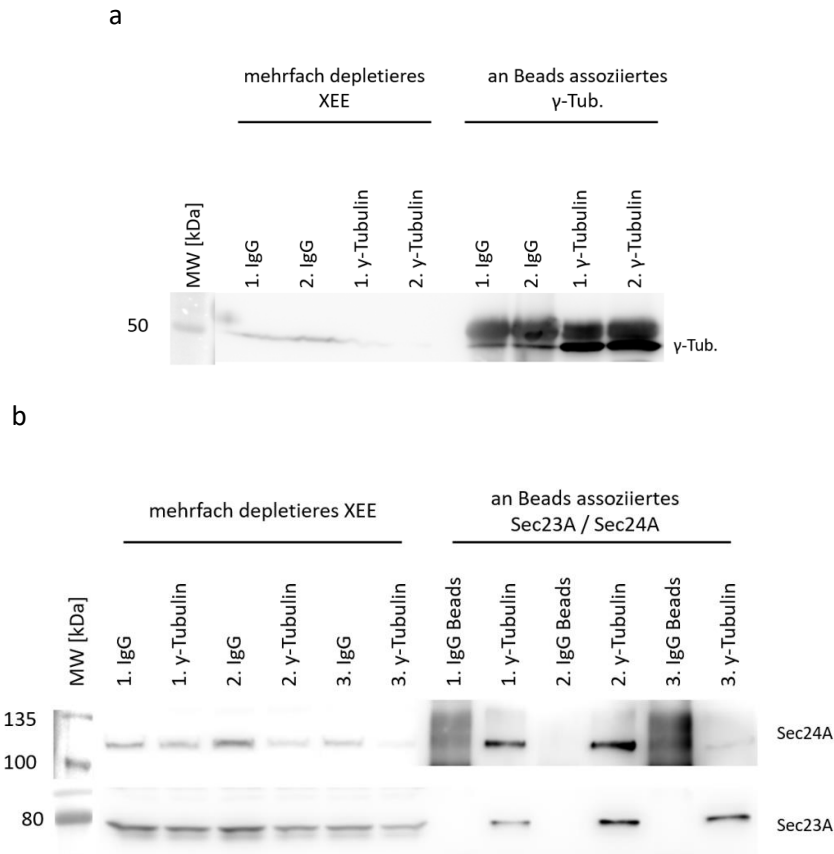 a
mehrfach depletieres
XEE
an Beads assoziiertes
γ-Tub.
MW [kDa]
1. IgG
2. IgG
1. γ-Tubulin
2. γ-Tubulin
1. IgG
2. IgG
1. γ-Tubulin
2. γ-Tubulin
50
γ-Tub.
b
mehrfach depletieres XEE
an Beads assoziiertes
Sec23A / Sec24A
MW [kDa]
1. IgG
1. γ-Tubulin
2. IgG
2. γ-Tubulin
3. IgG
3. γ-Tubulin
1. IgG Beads
1. γ-Tubulin
2. IgG Beads
2. γ-Tubulin
3. IgG Beads
3. γ-Tubulin
135
Sec24A
100
80
Sec23A